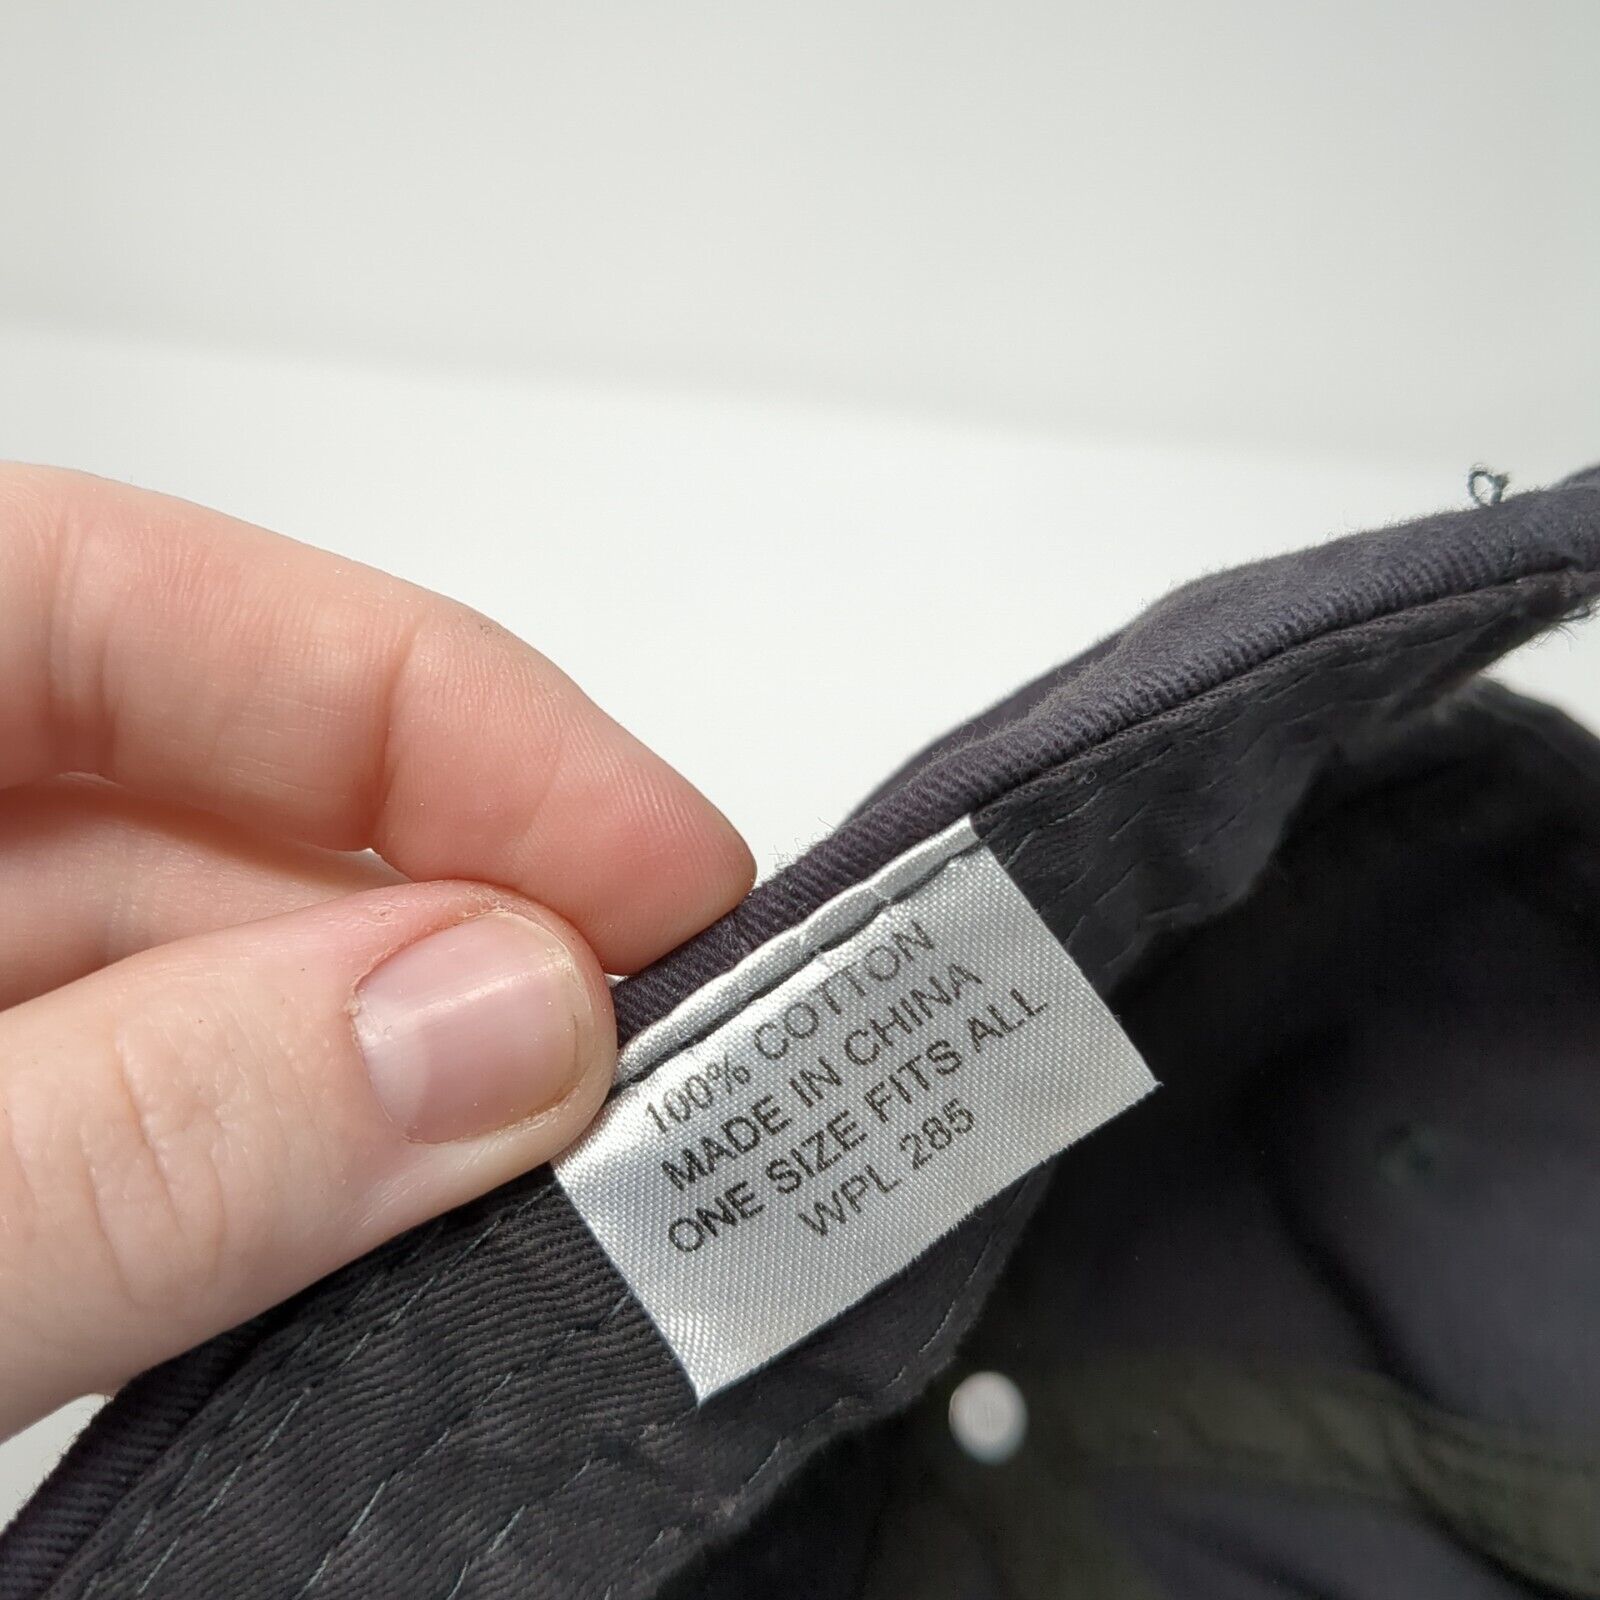 100% COTTON
MADE IN CHINA
ONE SIZE FITS ALL
WPL 285